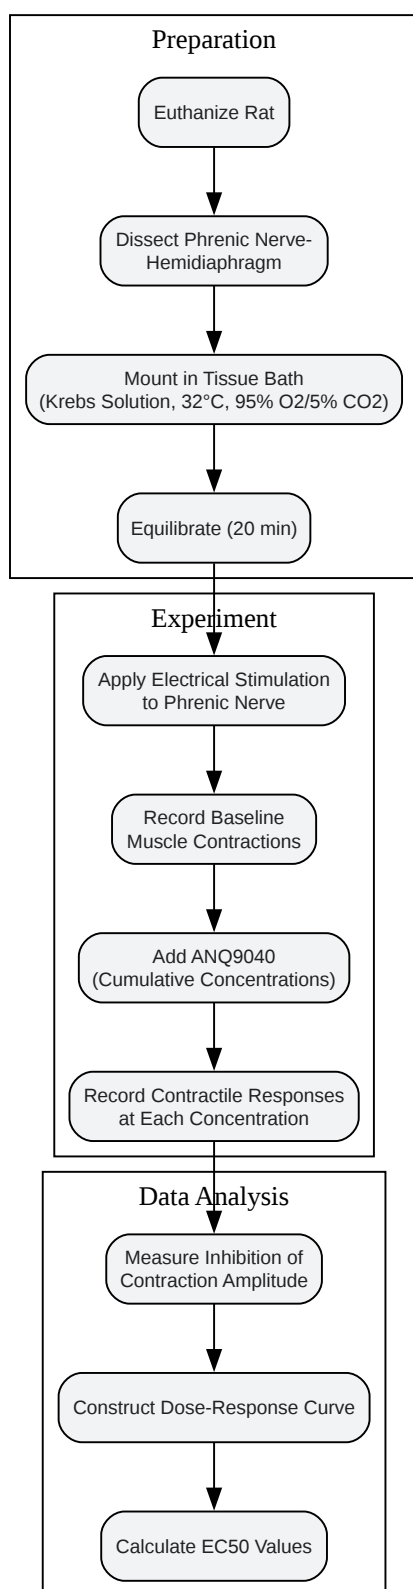 Preparation
Euthanize Rat
Dissect Phrenic Nerve-
Hemidiaphragm
Mount in Tissue Bath
(Krebs Solution, 32°C, 95% O2/5% CO2)
Equilibrate (20 min)
Experiment
Apply Electrical Stimulation
to Phrenic Nerve
Record Baseline
Muscle Contractions
Add ANQ9040
(Cumulative Concentrations)
Record Contractile Responses
at Each Concentration
Data Analysis
Measure Inhibition of
Contraction Amplitude
Construct Dose-Response Curve
Calculate EC50 Values